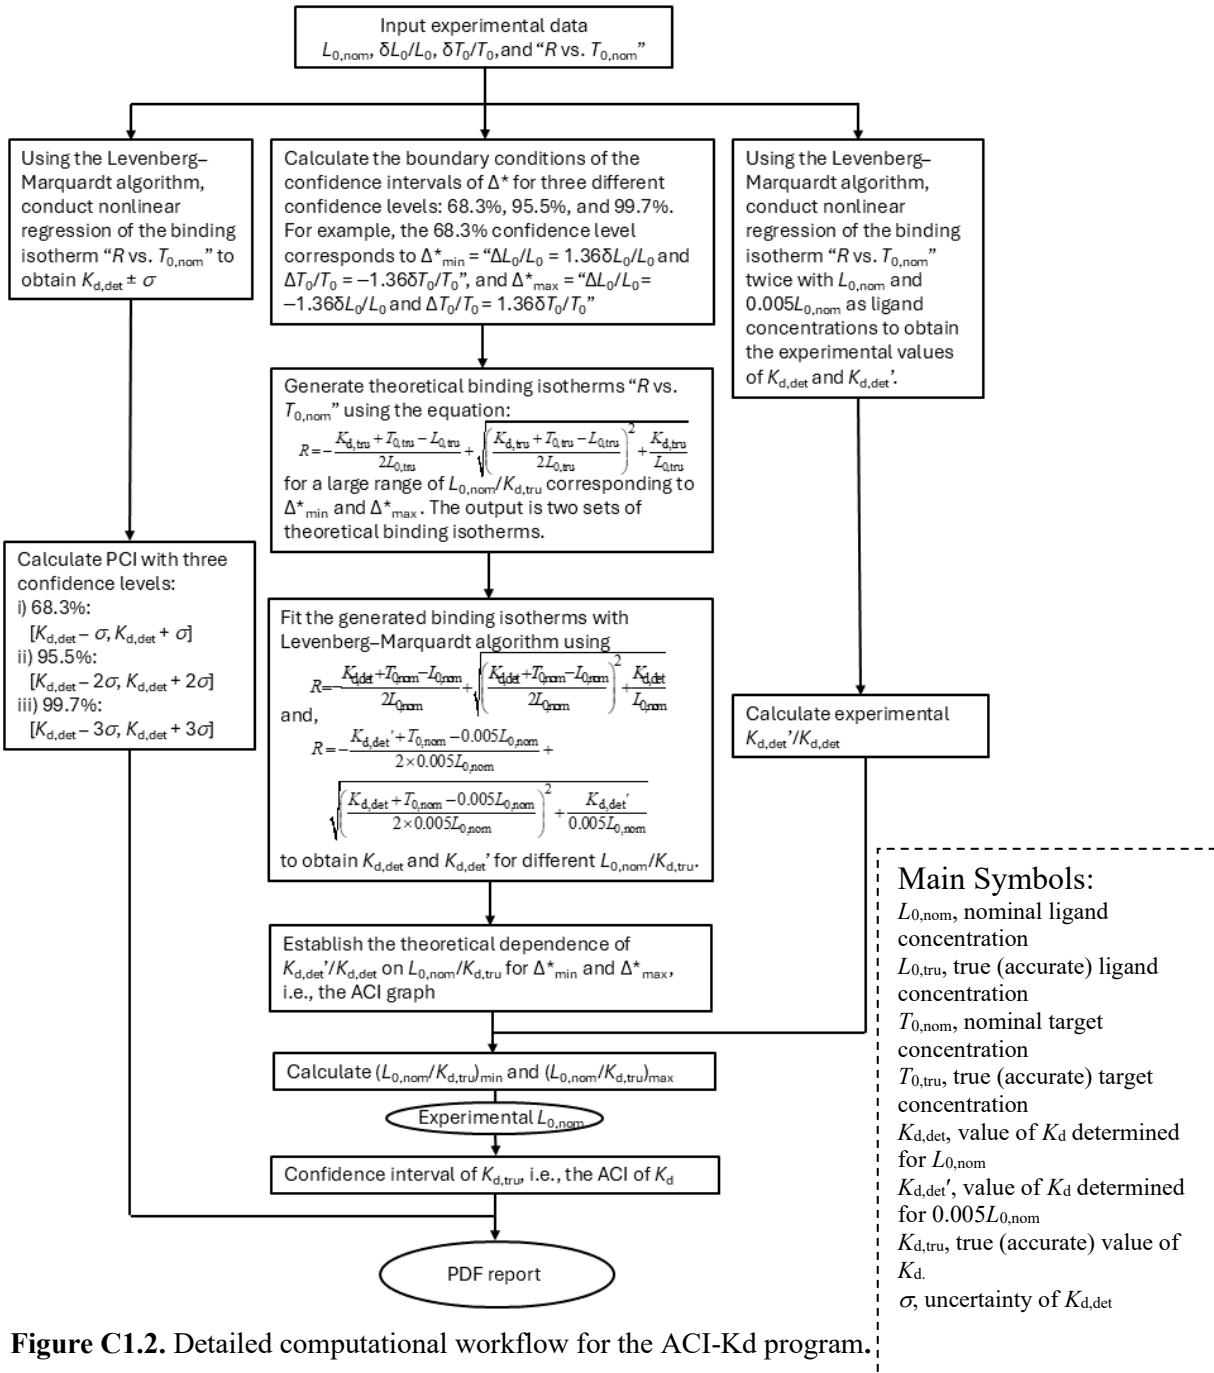 Input experimental data
L0,nom, δL0/L0, δT0/T0, and “R vs. T0,nom”
Using the Levenberg–
Marquardt algorithm,
conduct nonlinear
regression of the binding
isotherm “R vs. T0,nom” to
obtain Kd,det ± σ
Calculate the boundary conditions of the
confidence intervals of Δ* for three different
confidence levels: 68.3%, 95.5%, and 99.7%.
For example, the 68.3% confidence level
corresponds to Δ*min = “ΔL0/L0 = 1.36δL0/L0 and
ΔT0/T0 = −1.36δT0/T0”, and Δ*max = “ΔL0/L0=
−1.36δL0/L0 and ΔT0/T0 = 1.36δT0/T0”
Using the Levenberg–
Marquardt algorithm,
conduct nonlinear
regression of the binding
isotherm “R vs. T0,nom”
twice with L0,nom and
0.005L0,nom as ligand
concentrations to obtain
the experimental values
of Kd,det and Kd,det’.
Generate theoretical binding isotherms “R vs.
T0,nom” using the equation:
R=−(Kd,tru+T0,tru−L0,tru)/(2L0,tru)+√(((Kd,tru+T0,tru−L0,tru)/(2L0,tru))^2+Kd,tru/L0,tru)
for a large range of L0,nom/Kd,tru corresponding to
Δ*min and Δ*max. The output is two sets of
theoretical binding isotherms.
Calculate PCI with three
confidence levels:
i) 68.3%:
[Kd,det − σ, Kd,det + σ]
ii) 95.5%:
[Kd,det − 2σ, Kd,det + 2σ]
iii) 99.7%:
[Kd,det − 3σ, Kd,det + 3σ]
Fit the generated binding isotherms with
Levenberg–Marquardt algorithm using
R=−(Kd,det+T0,nom−L0,nom)/(2L0,nom)+√(((Kd,det+T0,nom−L0,nom)/(2L0,nom))^2+Kd,det/L0,nom)
and,
R=−(Kd,det′+T0,nom−0.005L0,nom)/(2×0.005L0,nom)+
√(((Kd,det+T0,nom−0.005L0,nom)/(2×0.005L0,nom))^2+Kd,det′/0.005L0,nom)
to obtain Kd,det and Kd,det’ for different L0,nom/Kd,tru.
Calculate experimental
Kd,det’/Kd,det
Establish the theoretical dependence of
Kd,det’/Kd,det on L0,nom/Kd,tru for Δ*min and Δ*max,
i.e., the ACI graph
Calculate (L0,nom/Kd,tru)min and (L0,nom/Kd,tru)max
Experimental L0,nom
Confidence interval of Kd,tru, i.e., the ACI of Kd
PDF report
Main Symbols:
L0,nom, nominal ligand
concentration
L0,tru, true (accurate) ligand
concentration
T0,nom, nominal target
concentration
T0,tru, true (accurate) target
concentration
Kd,det, value of Kd determined
for L0,nom
Kd,det′, value of Kd determined
for 0.005L0,nom
Kd,tru, true (accurate) value of
Kd.
σ, uncertainty of Kd,det
Figure C1.2. Detailed computational workflow for the ACI-Kd program.